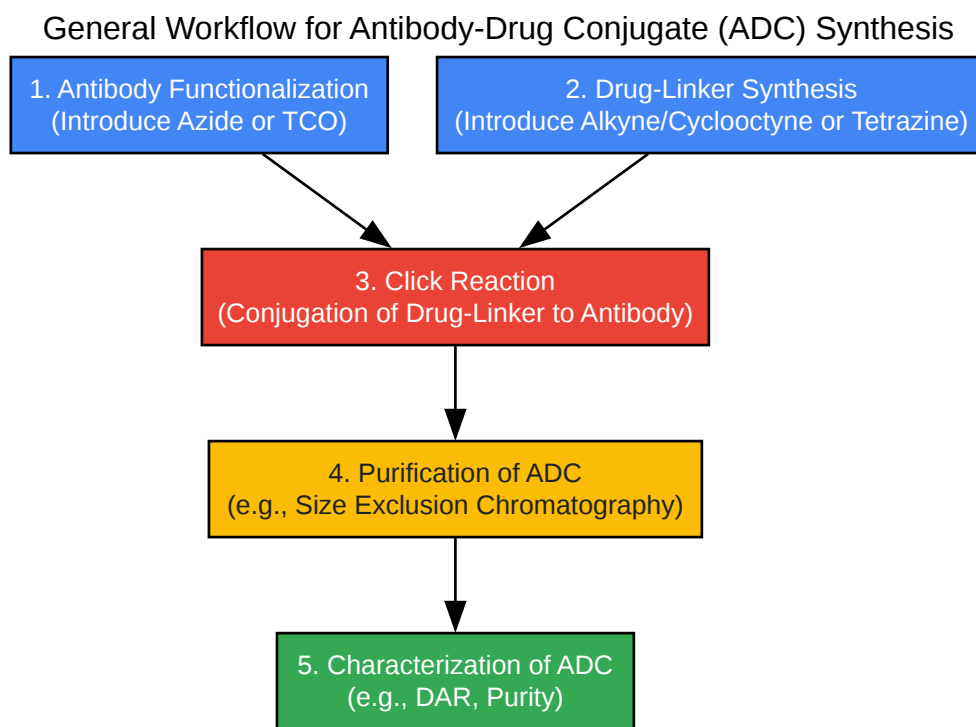 General Workflow for Antibody-Drug Conjugate (ADC) Synthesis
1. Antibody Functionalization
(Introduce Azide or TCO)
2. Drug-Linker Synthesis
(Introduce Alkyne/Cyclooctyne or Tetrazine)
3. Click Reaction
(Conjugation of Drug-Linker to Antibody)
4. Purification of ADC
(e.g., Size Exclusion Chromatography)
5. Characterization of ADC
(e.g., DAR, Purity)